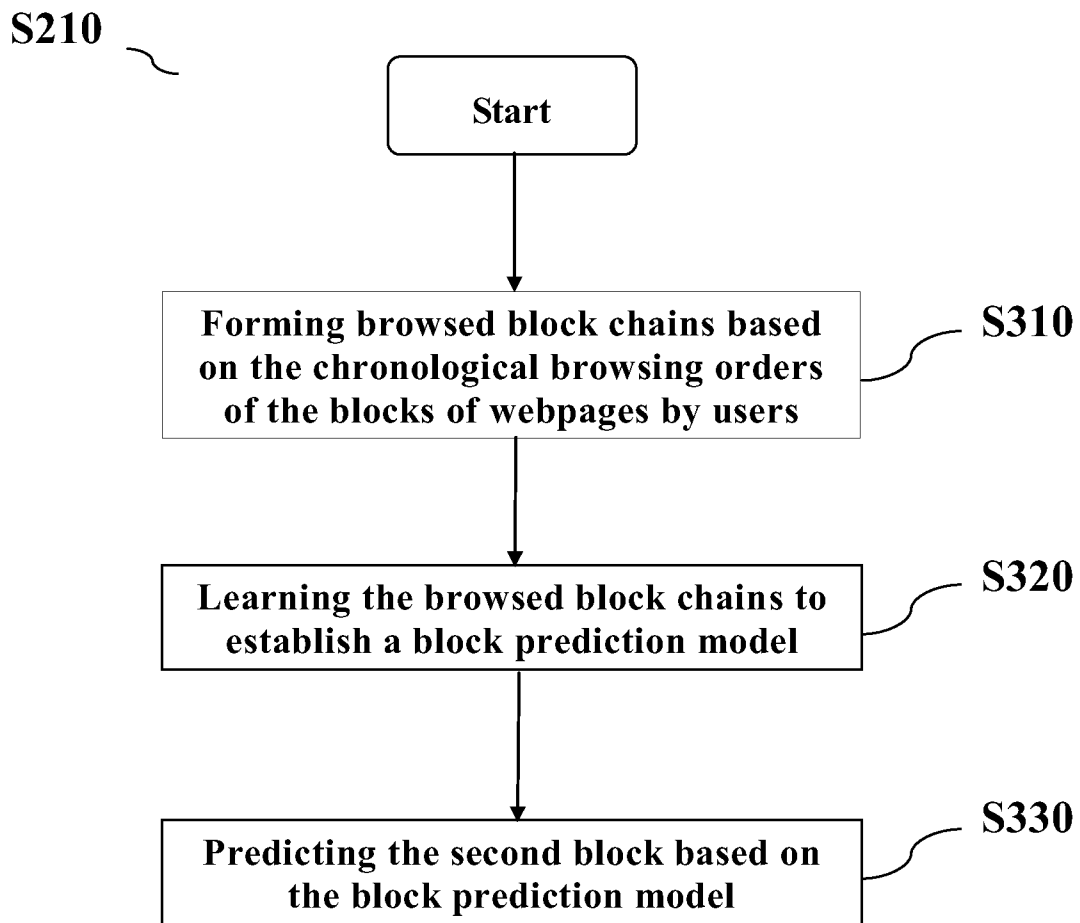 S210
Start
Forming browsed block chains based
on the chronological browsing orders
of the blocks of webpages by users
S310
Learning the browsed block chains to
establish a block prediction model
S320
Predicting the second block based on
the block prediction model
S330